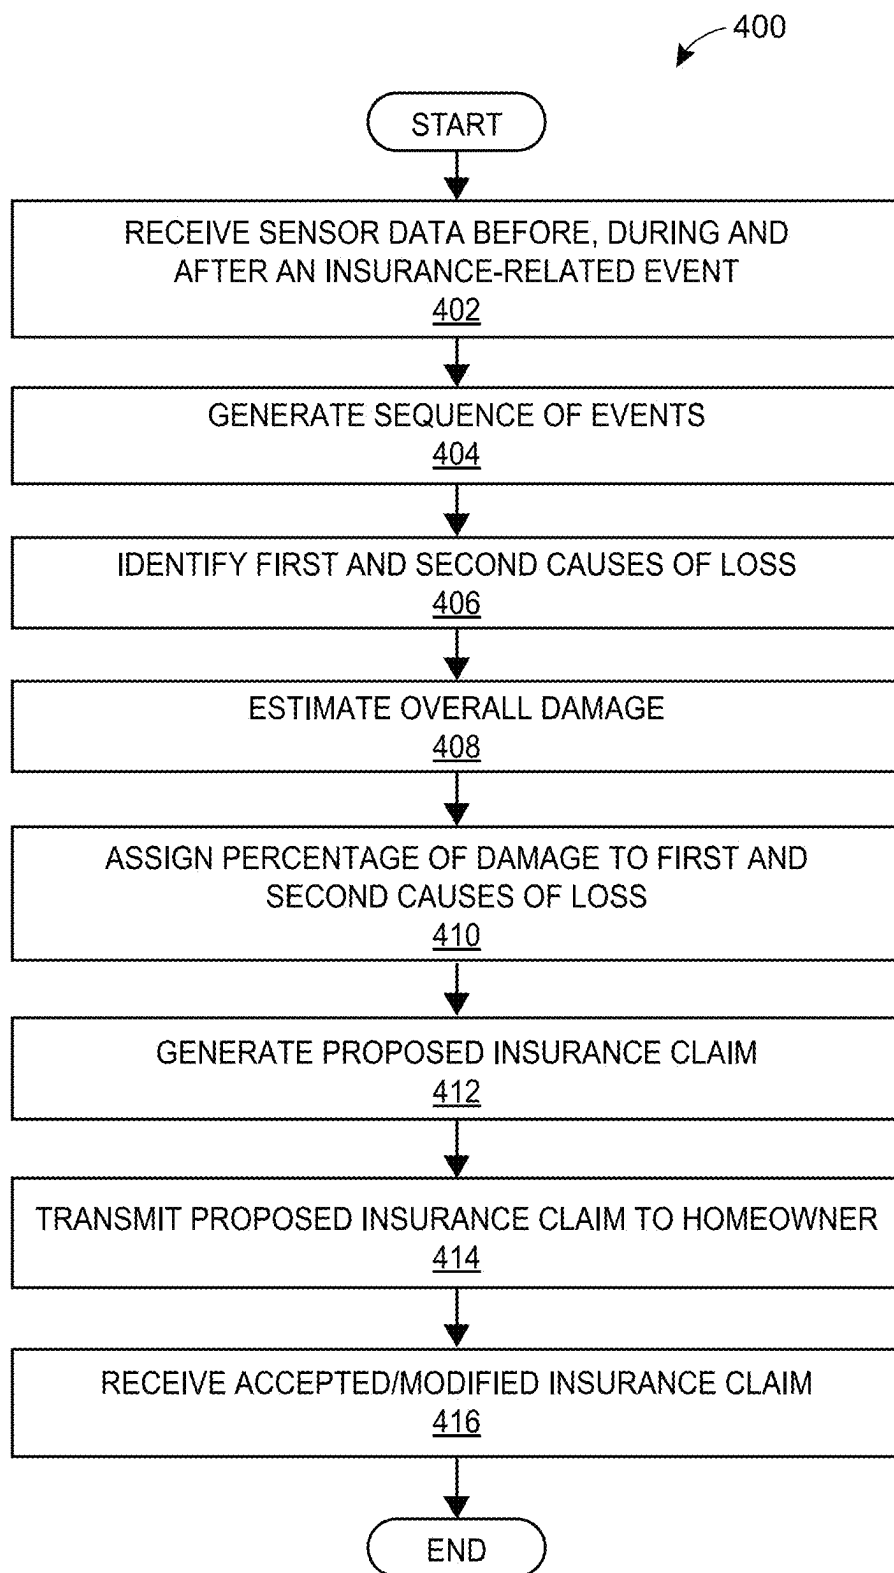 400
START
RECEIVE SENSOR DATA BEFORE, DURING AND
AFTER AN INSURANCE-RELATED EVENT
402
GENERATE SEQUENCE OF EVENTS
404
IDENTIFY FIRST AND SECOND CAUSES OF LOSS
406
ESTIMATE OVERALL DAMAGE
408
ASSIGN PERCENTAGE OF DAMAGE TO FIRST AND
SECOND CAUSES OF LOSS
410
GENERATE PROPOSED INSURANCE CLAIM
412
TRANSMIT PROPOSED INSURANCE CLAIM TO HOMEOWNER
414
RECEIVE ACCEPTED/MODIFIED INSURANCE CLAIM
416
END